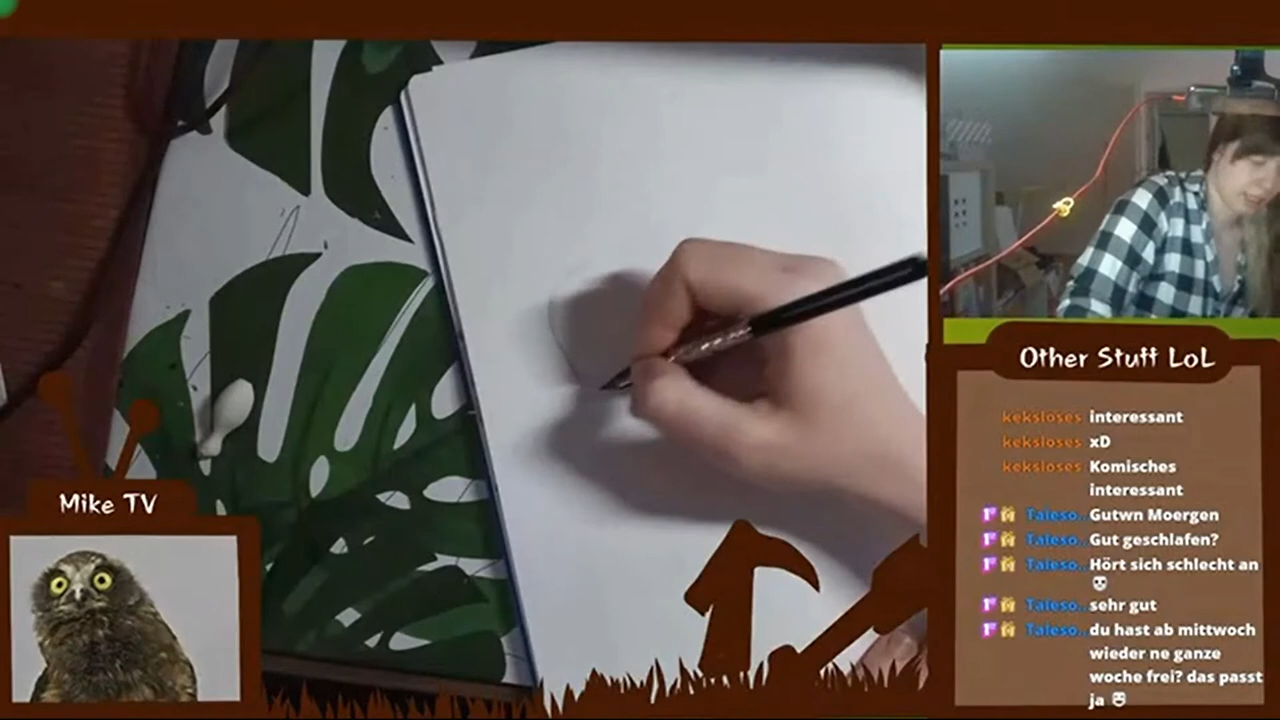 Other Stuff LoL
keksloses interessant
keksloses xD
keksloses Komisches
interessant
Taleso.. Gutwn Moergen
Taleso.. Gut geschlafen?
Taleso.. Hört sich schlecht an
Taleso.. sehr gut
Taleso.. du hast ab mittwoch
wieder ne ganze
woche frei? das passt
ja
Mike TV